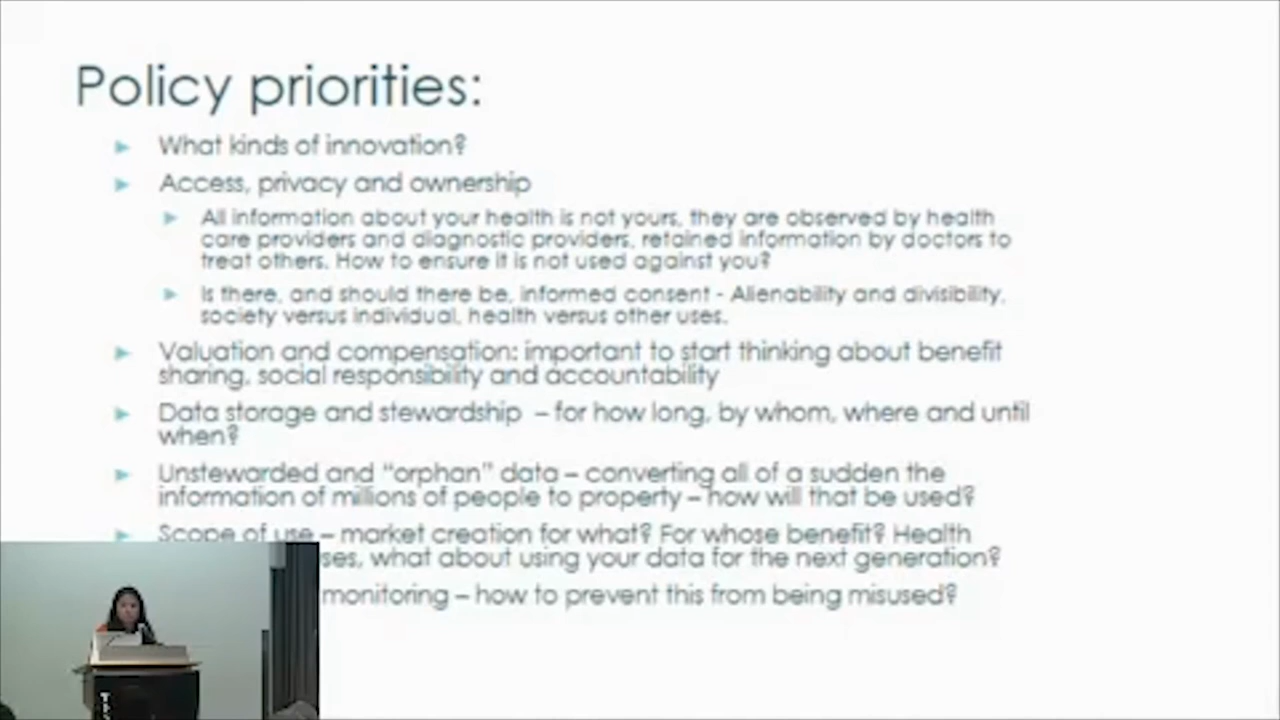 Policy priorities:
What kinds of innovation?
Access, privacy and ownership
All information about your health is not yours, they are observed by health
care providers and diagnostic providers, retained information by doctors to
treat others. How to ensure it is not used against you?
Is there, and should there be, informed consent - Alienability and divisibility,
society versus individual, health versus other uses.
Valuation and compensation: important to start thinking about benefit
sharing, social responsibility and accountability
Data storage and stewardship – for how long, by whom, where and until
when?
Unstewarded and “orphan” data – converting all of a sudden the
information of millions of people to property – how will that be used?
Scope of use – market creation for what? For whose benefit? Health
ses, what about using your data for the next generation?
monitoring – how to prevent this from being misused?